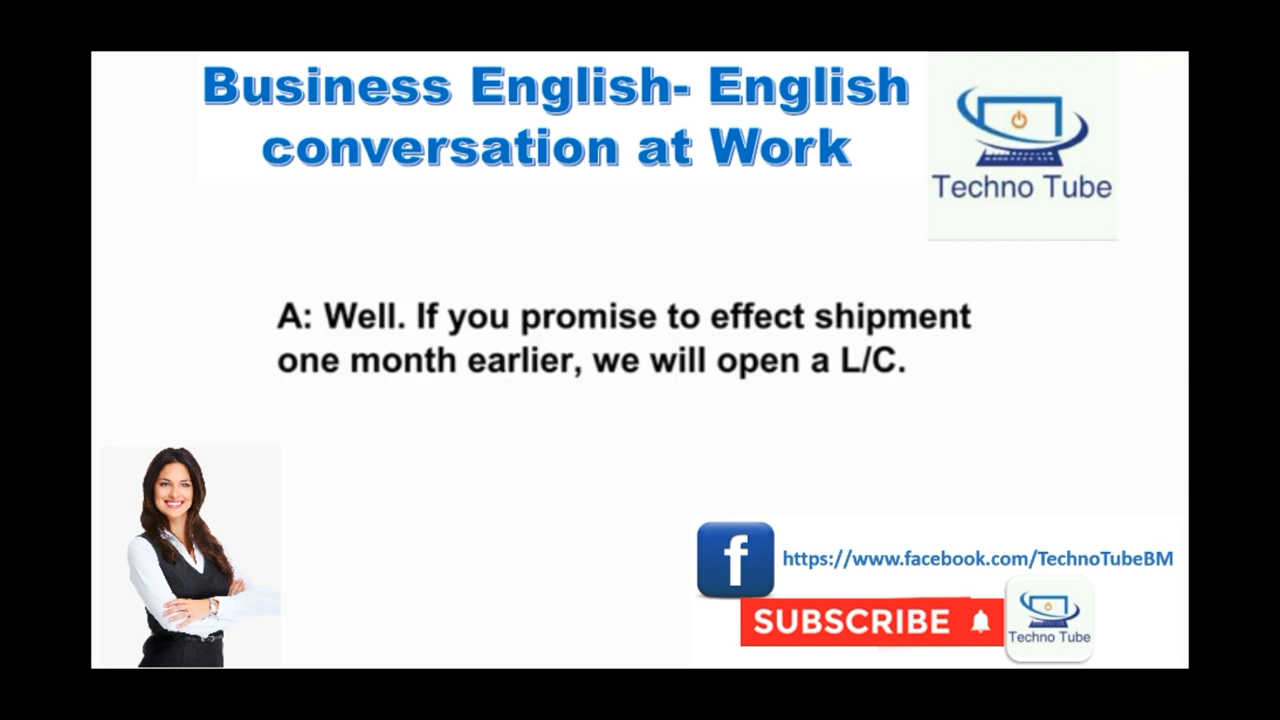 Business English- English
conversation at Work
Techno Tube
A: Well. If you promise to effect shipment
one month earlier, we will open a L/C.
f
https://www.facebook.com/TechnoTubeBM
SUBSCRIBE
Techno Tube